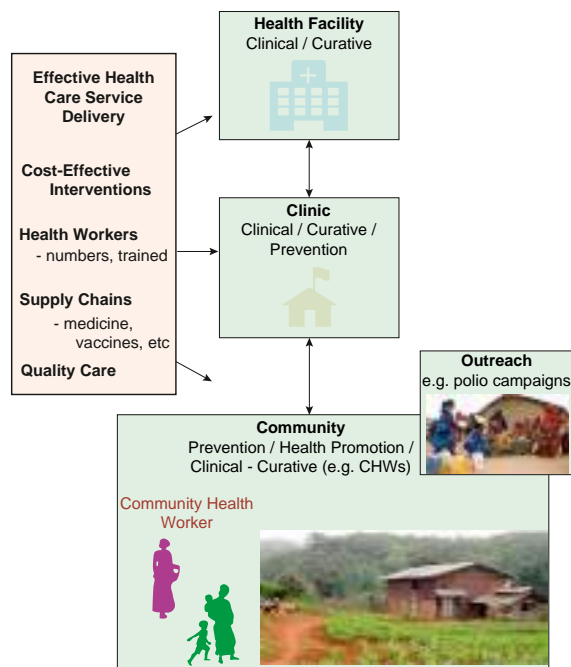 Health Facility
Clinical / Curative
Effective Health
Care Service
Delivery
Cost-Effective
Interventions
Health Workers
- numbers, trained
Supply Chains
- medicine,
vaccines, etc
Quality Care
Clinic
Clinical / Curative /
Prevention
Outreach
e.g. polio campaigns
Community
Prevention / Health Promotion /
Clinical - Curative (e.g. CHWs)
Community Health
Worker